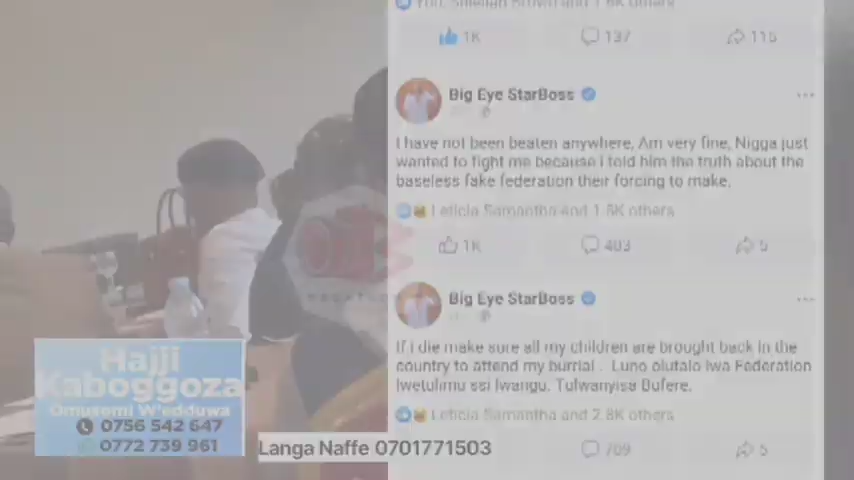 1K
137
115
Big Eye StarBoss
I have not been beaten anywhere, Am very fine, Nigga just
wanted to fight me because I told him the truth about the
baseless fake federation their forcing to make.
Leticia Samantha and 1.8K others
1K
403
5
Big Eye StarBoss
If I die make sure all my children are brought back in the
country to attend my burrial . Luno olutalo lwa Federation
lwetulimu ssi lwangu. Tulwanyisa Bufere.
Leticia Samantha and 2.8K others
709
5
Hajji
Kaboggoza
Omusomi W'edduwa
0756 542 647
0772 739 961
Langa Naffe 0701771503